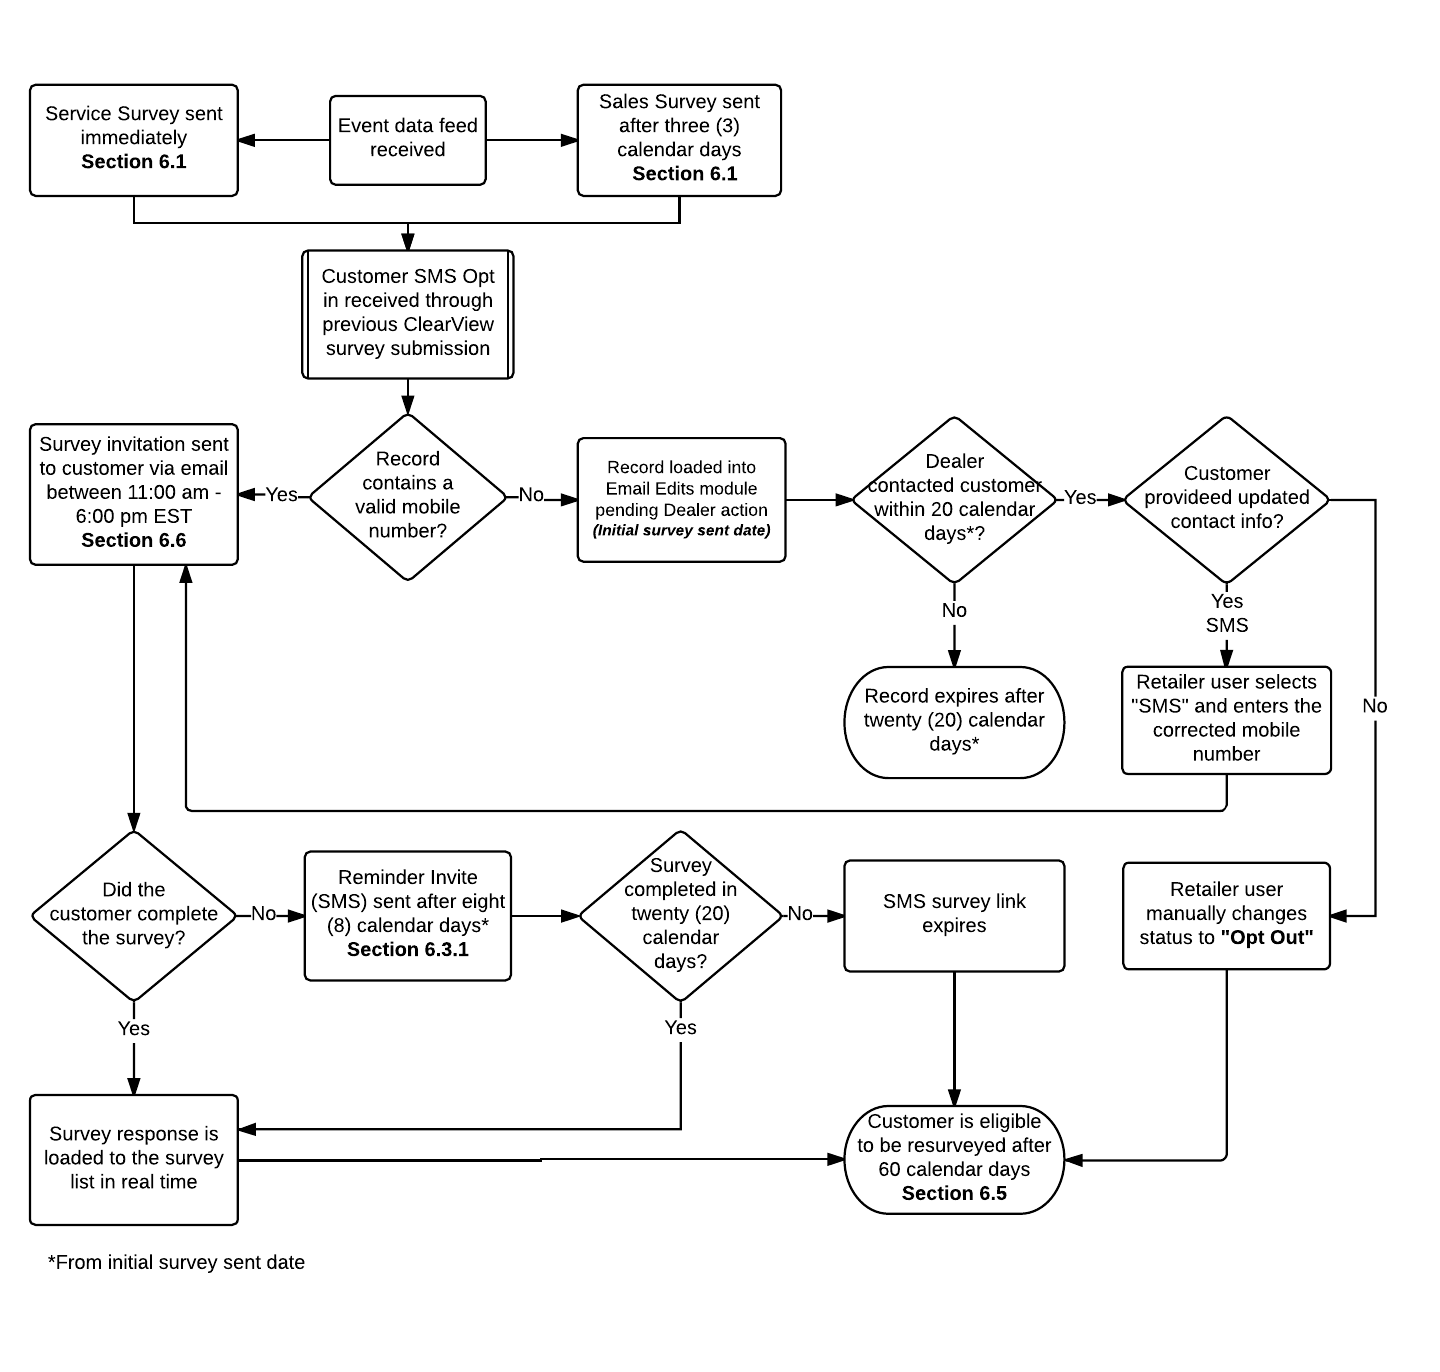 Service Survey sent
immediately
Section 6.1
Event data feed
received
Sales Survey sent
after three (3)
calendar days
Section 6.1
Customer SMS Opt
in received through
previous ClearView
survey submission
Survey invitation sent
to customer via email
between 11:00 am -
6:00 pm EST
Section 6.6
Yes
Record
contains a
valid mobile
number?
No
Record loaded into
Email Edits module
pending Dealer action
(Initial survey sent date)
Dealer
contacted customer
within 20 calendar
days*?
Yes
Customer
provideed updated
contact info?
No
Yes
SMS
Record expires after
twenty (20) calendar
days*
Retailer user selects
"SMS" and enters the
corrected mobile
number
No
Did the
customer complete
the survey?
No
Reminder Invite
(SMS) sent after eight
(8) calendar days*
Section 6.3.1
Survey
completed in
twenty (20)
calendar
days?
No
SMS survey link
expires
Retailer user
manually changes
status to "Opt Out"
Yes
Yes
Survey response is
loaded to the survey
list in real time
Customer is eligible
to be resurveyed after
60 calendar days
Section 6.5
*From initial survey sent date